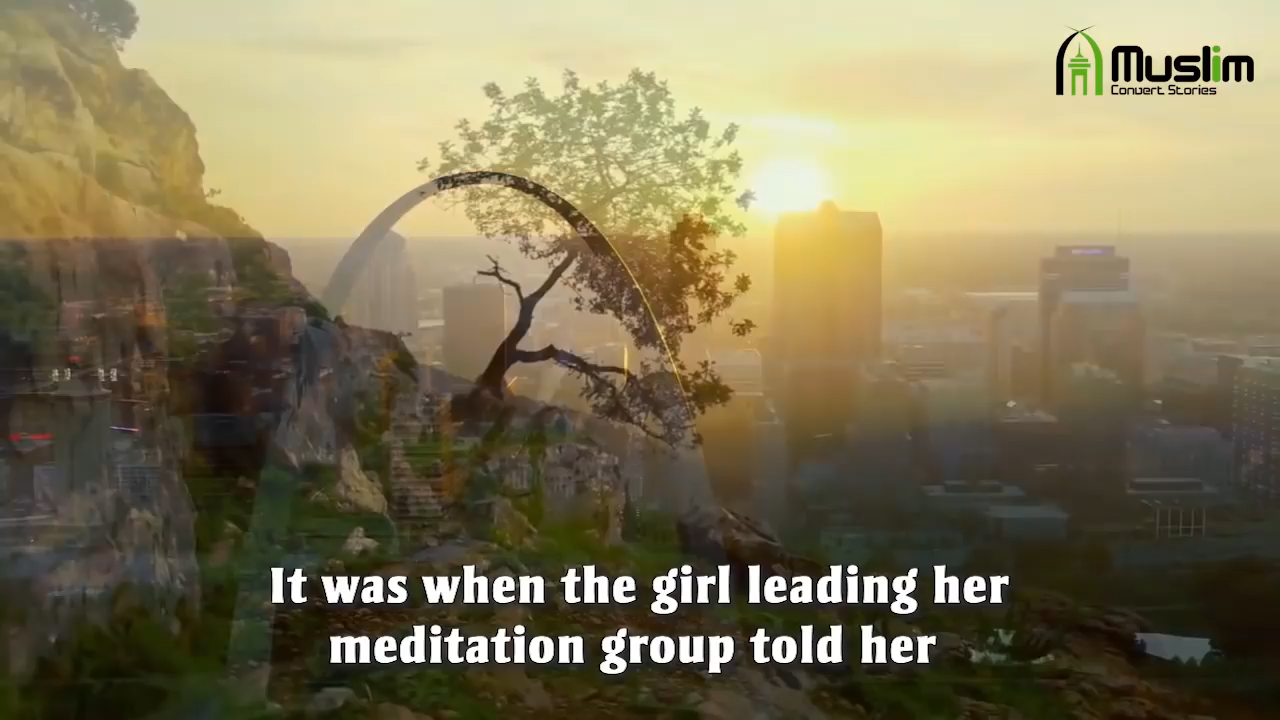 Muslim
Convert Stories
It was when the girl leading her
meditation group told her